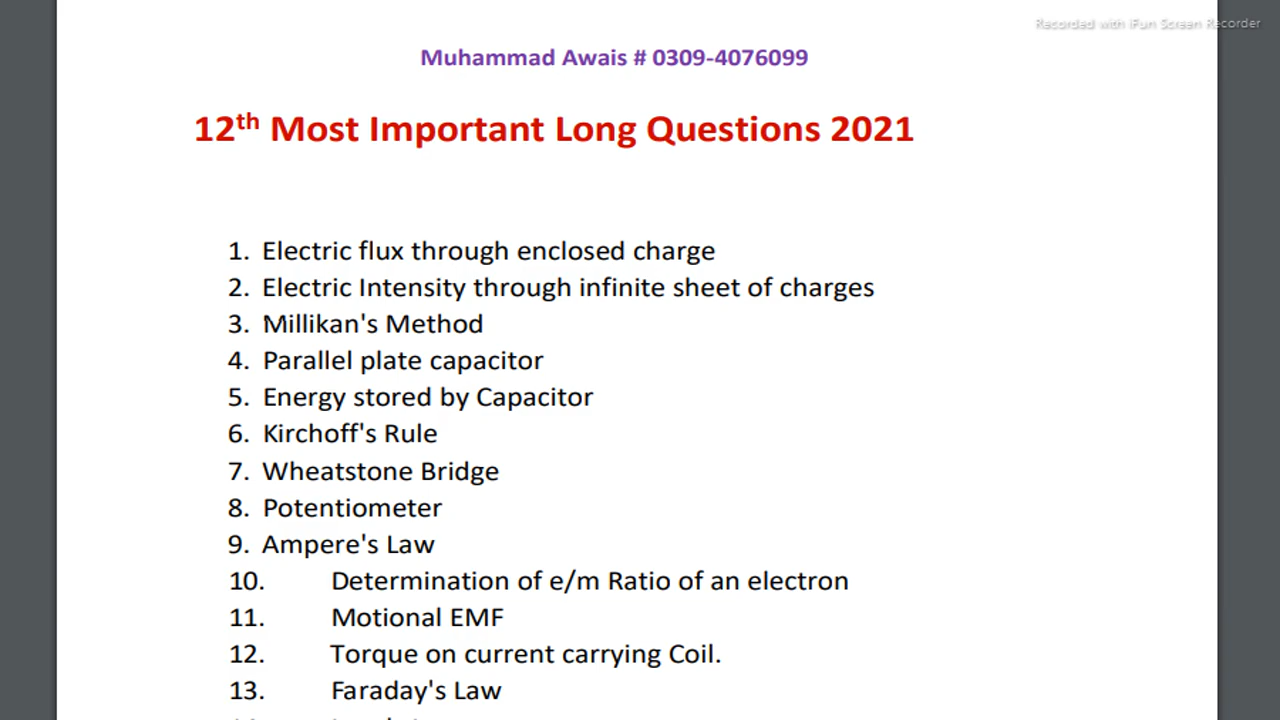 Recorded with iFun Screen Recorder
Muhammad Awais # 0309-4076099
12th Most Important Long Questions 2021
1. Electric flux through enclosed charge
2. Electric Intensity through infinite sheet of charges
3. Millikan's Method
4. Parallel plate capacitor
5. Energy stored by Capacitor
6. Kirchoff's Rule
7. Wheatstone Bridge
8. Potentiometer
9. Ampere's Law
10. Determination of e/m Ratio of an electron
11. Motional EMF
12. Torque on current carrying Coil.
13. Faraday's Law